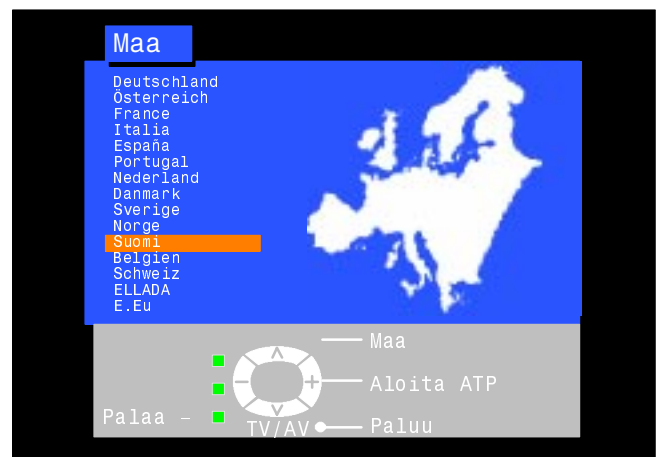 Maa
Deutschland
Österreich
France
Italia
España
Portugal
Nederland
Danmark
Sverige
Norge
Suomi
Belgien
Schweiz
ELLADA
E.Eu
Maa
Aloita ATP
Palaa -
TV/AV
Paluu